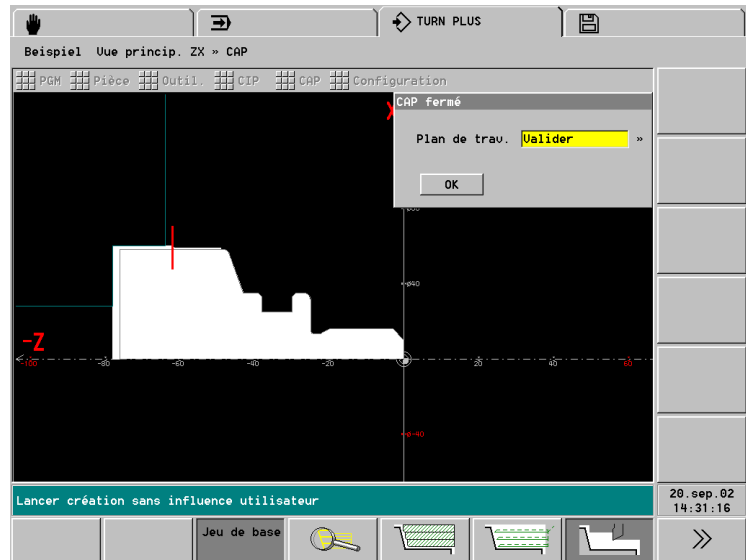 TURN PLUS
Beispiel Vue princip. ZX » CAP
PGM Pièce Outil. CIP CAP Configuration
CAP fermé
X
Plan de trav. Valider »
OK
ø40
-Z
-100 -80 -60 -40 -20 0 20 40 60
ø-40
Lancer création sans influence utilisateur
20.sep.02
14:31:16
Jeu de base